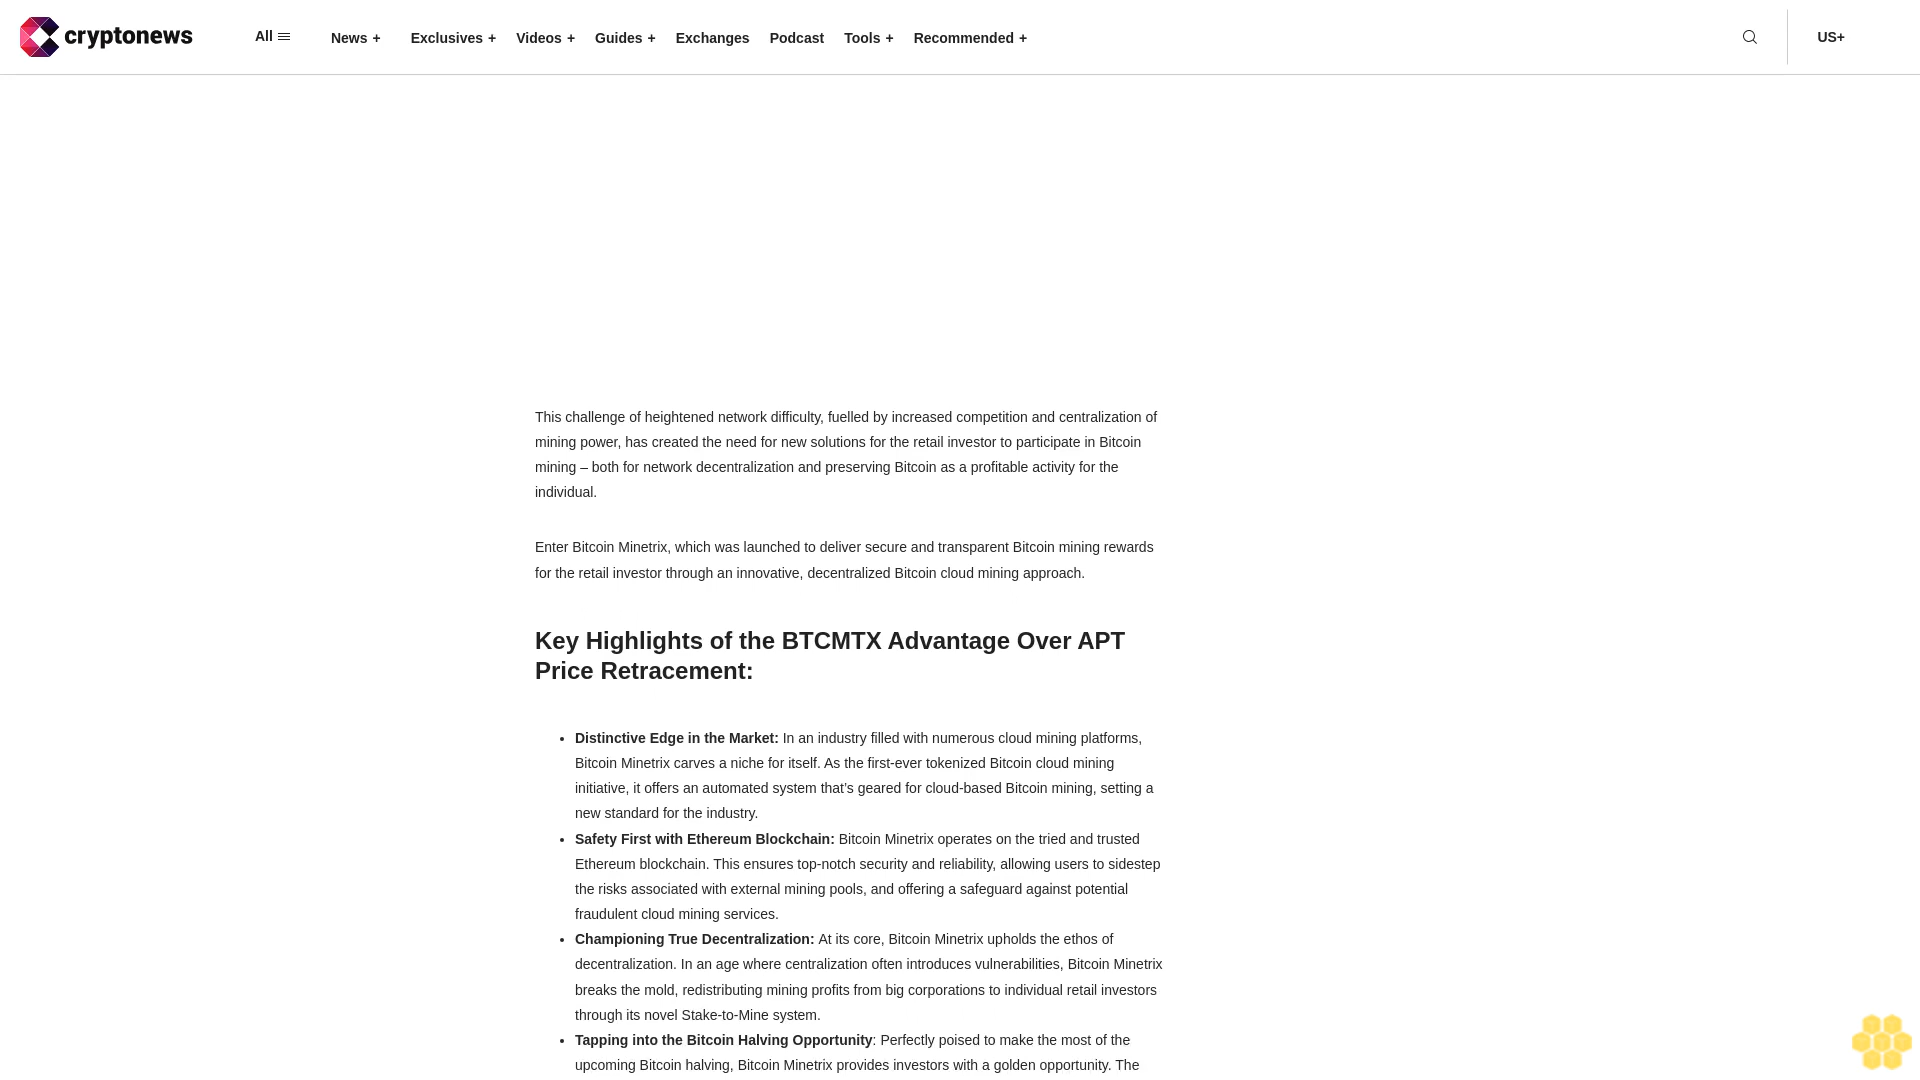 cryptonews
All
News +
Exclusives +
Videos +
Guides +
Exchanges
Podcast
Tools +
Recommended +
US+
This challenge of heightened network difficulty, fuelled by increased competition and centralization of
mining power, has created the need for new solutions for the retail investor to participate in Bitcoin
mining – both for network decentralization and preserving Bitcoin as a profitable activity for the
individual.
Enter Bitcoin Minetrix, which was launched to deliver secure and transparent Bitcoin mining rewards
for the retail investor through an innovative, decentralized Bitcoin cloud mining approach.
Key Highlights of the BTCMTX Advantage Over APT
Price Retracement:
• Distinctive Edge in the Market: In an industry filled with numerous cloud mining platforms,
Bitcoin Minetrix carves a niche for itself. As the first-ever tokenized Bitcoin cloud mining
initiative, it offers an automated system that’s geared for cloud-based Bitcoin mining, setting a
new standard for the industry.
• Safety First with Ethereum Blockchain: Bitcoin Minetrix operates on the tried and trusted
Ethereum blockchain. This ensures top-notch security and reliability, allowing users to sidestep
the risks associated with external mining pools, and offering a safeguard against potential
fraudulent cloud mining services.
• Championing True Decentralization: At its core, Bitcoin Minetrix upholds the ethos of
decentralization. In an age where centralization often introduces vulnerabilities, Bitcoin Minetrix
breaks the mold, redistributing mining profits from big corporations to individual retail investors
through its novel Stake-to-Mine system.
• Tapping into the Bitcoin Halving Opportunity: Perfectly poised to make the most of the
upcoming Bitcoin halving, Bitcoin Minetrix provides investors with a golden opportunity. The